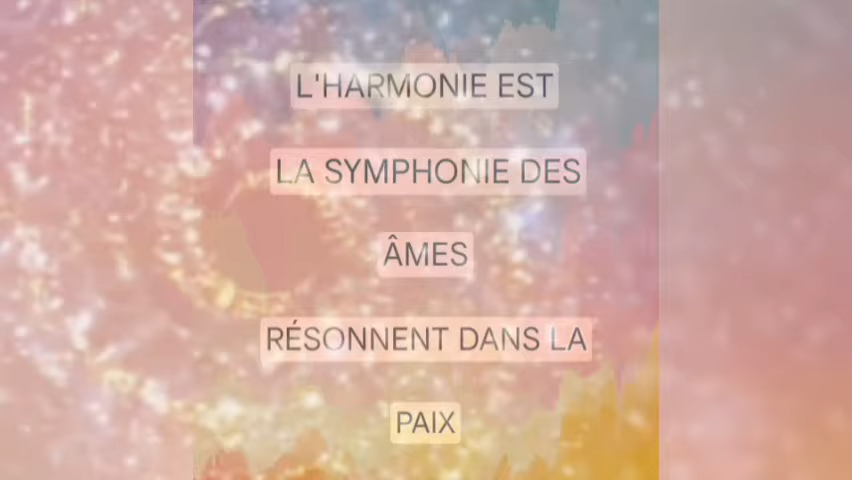 L'HARMONIE EST
LA SYMPHONIE DES
ÂMES
RÉSONNENT DANS LA
PAIX